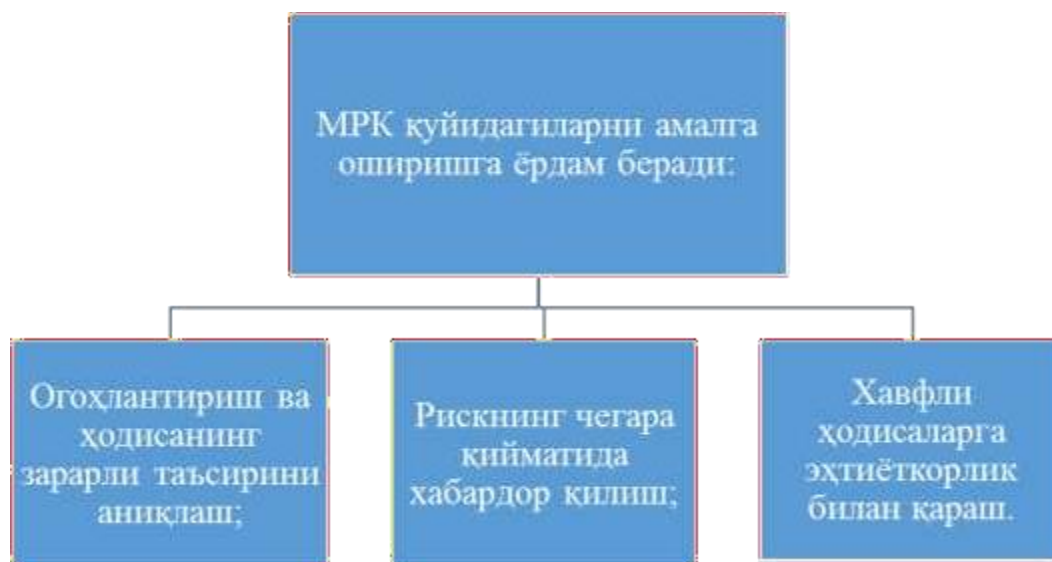 МРК қуйидагиларни амалга
оширишга ёрдам беради:
Огоҳлантириш ва
ҳодисанинг
зарарли таъсирини
аниқлаш;
Рискнинг чегара
қийматида
хабардор қилиш;
Хавфли
ҳодисаларга
эҳтиёткорлик
билан қараш.